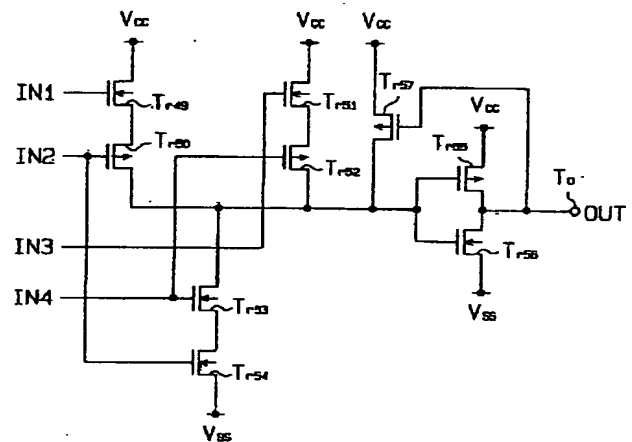 Vcc Vcc Vcc
Tr57
IN1 Tr49 Tr51 Vcc
Tr50 Tr55
IN2 Tr52 To
OUT
IN3 Tr56
IN4 Tr53 Vss
Tr54
Vss